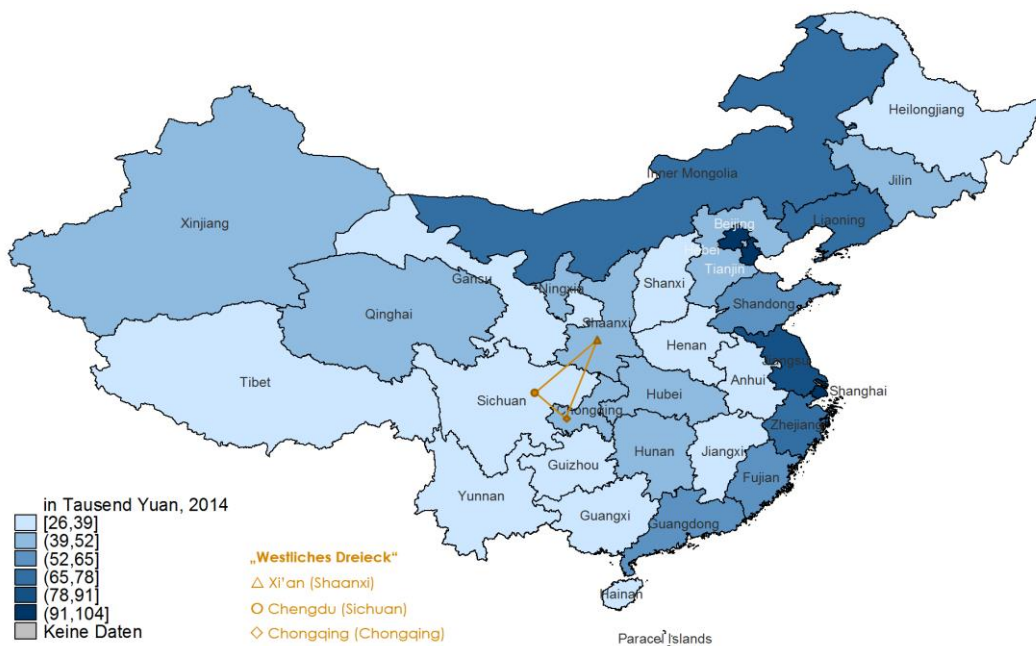 Heilongjiang
Jilin
Inner Mongolia
Liaoning
Beijing
Hebei
Tianjin
Xinjiang
Gansu
Ningxia
Shanxi
Shandong
Qinghai
Shaanxi
Henan
Jiangsu
Tibet
Sichuan
Anhui
Shanghai
Hubei
Chongqing
Zhejiang
Hunan
Jiangxi
Guizhou
Fujian
Yunnan
Guangxi
Guangdong
Hainan
Paracel Islands
in Tausend Yuan, 2014
[26,39]
(39,52]
(52,65]
(65,78]
(78,91]
(91,104]
Keine Daten
„Westliches Dreieck“
Xi'an (Shaanxi)
Chengdu (Sichuan)
Chongqing (Chongqing)